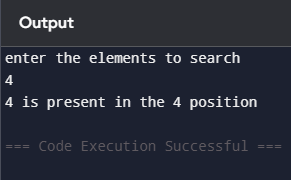 Output
enter the elements to search
4
4 is present in the 4 position
=== Code Execution Successful ===